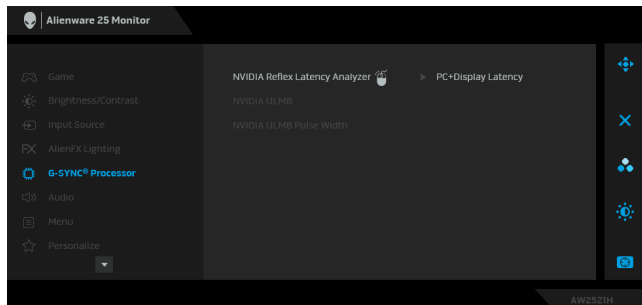 Alienware 25 Monitor
Game
NVIDIA Reflex Latency Analyzer PC+Display Latency
Brightness/Contrast NVIDIA ULMB
Input Source NVIDIA ULMB Pulse Width
FX AlienFX Lighting
G-SYNC® Processor
Audio
Menu
Personalize
AW2521H